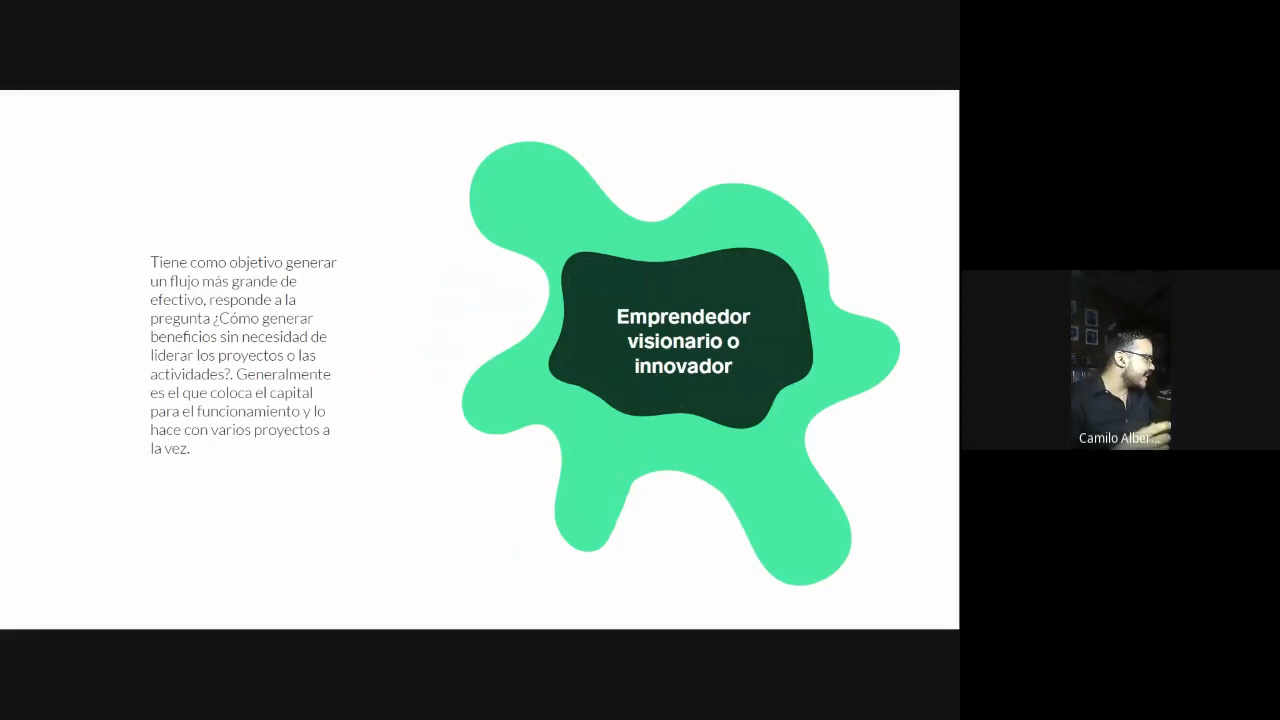 Tiene como objetivo generar
un flujo más grande de
efectivo, responde a la
pregunta ¿Cómo generar
beneficios sin necesidad de
liderar los proyectos o las
actividades?. Generalmente
es el que coloca el capital
para el funcionamiento y lo
hace con varios proyectos a
la vez.
Emprendedor
visionario o
innovador
Camilo Alber...